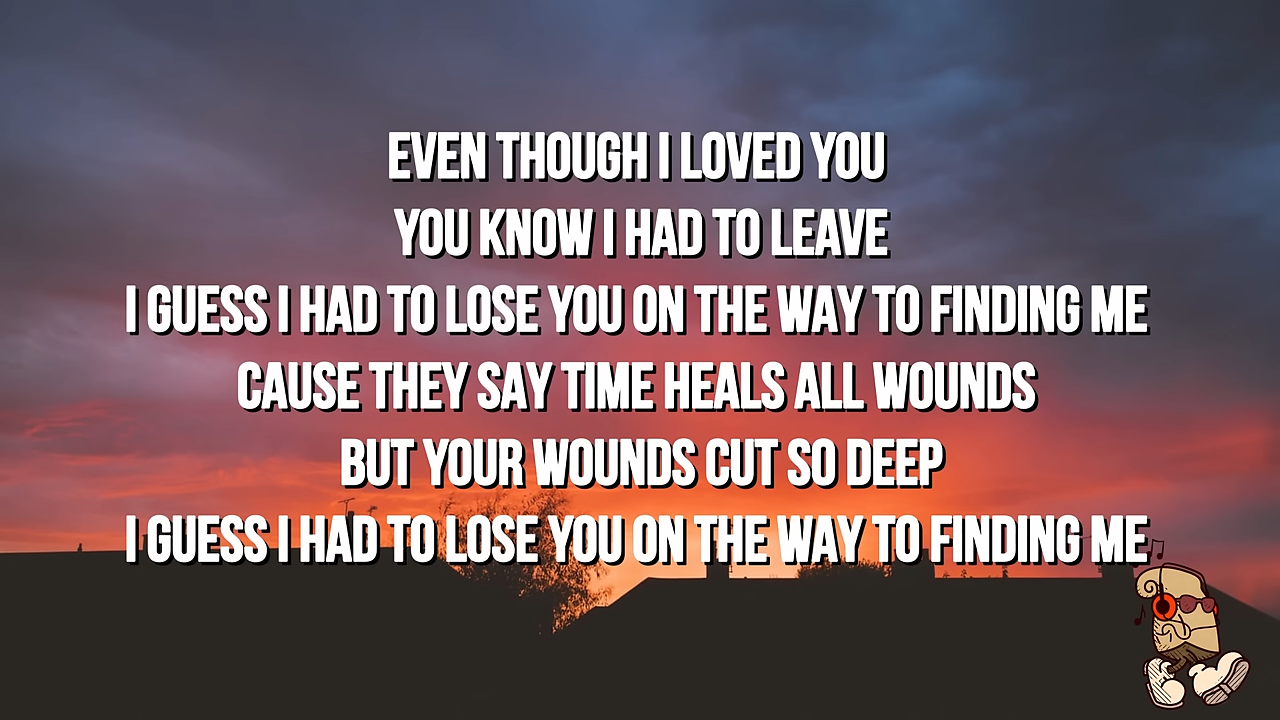 EVEN THOUGH I LOVED YOU
YOU KNOW I HAD TO LEAVE
I GUESS I HAD TO LOSE YOU ON THE WAY TO FINDING ME
CAUSE THEY SAY TIME HEALS ALL WOUNDS
BUT YOUR WOUNDS CUT SO DEEP
I GUESS I HAD TO LOSE YOU ON THE WAY TO FINDING ME